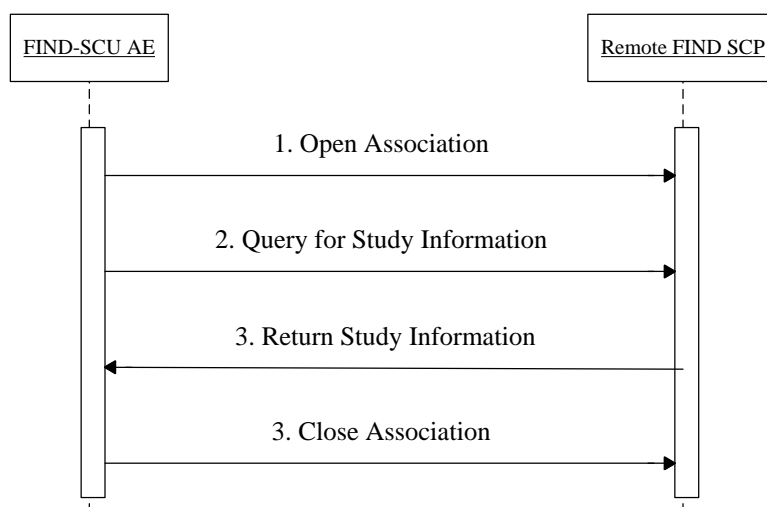 FIND-SCU AE
Remote FIND SCP
1. Open Association
2. Query for Study Information
3. Return Study Information
3. Close Association